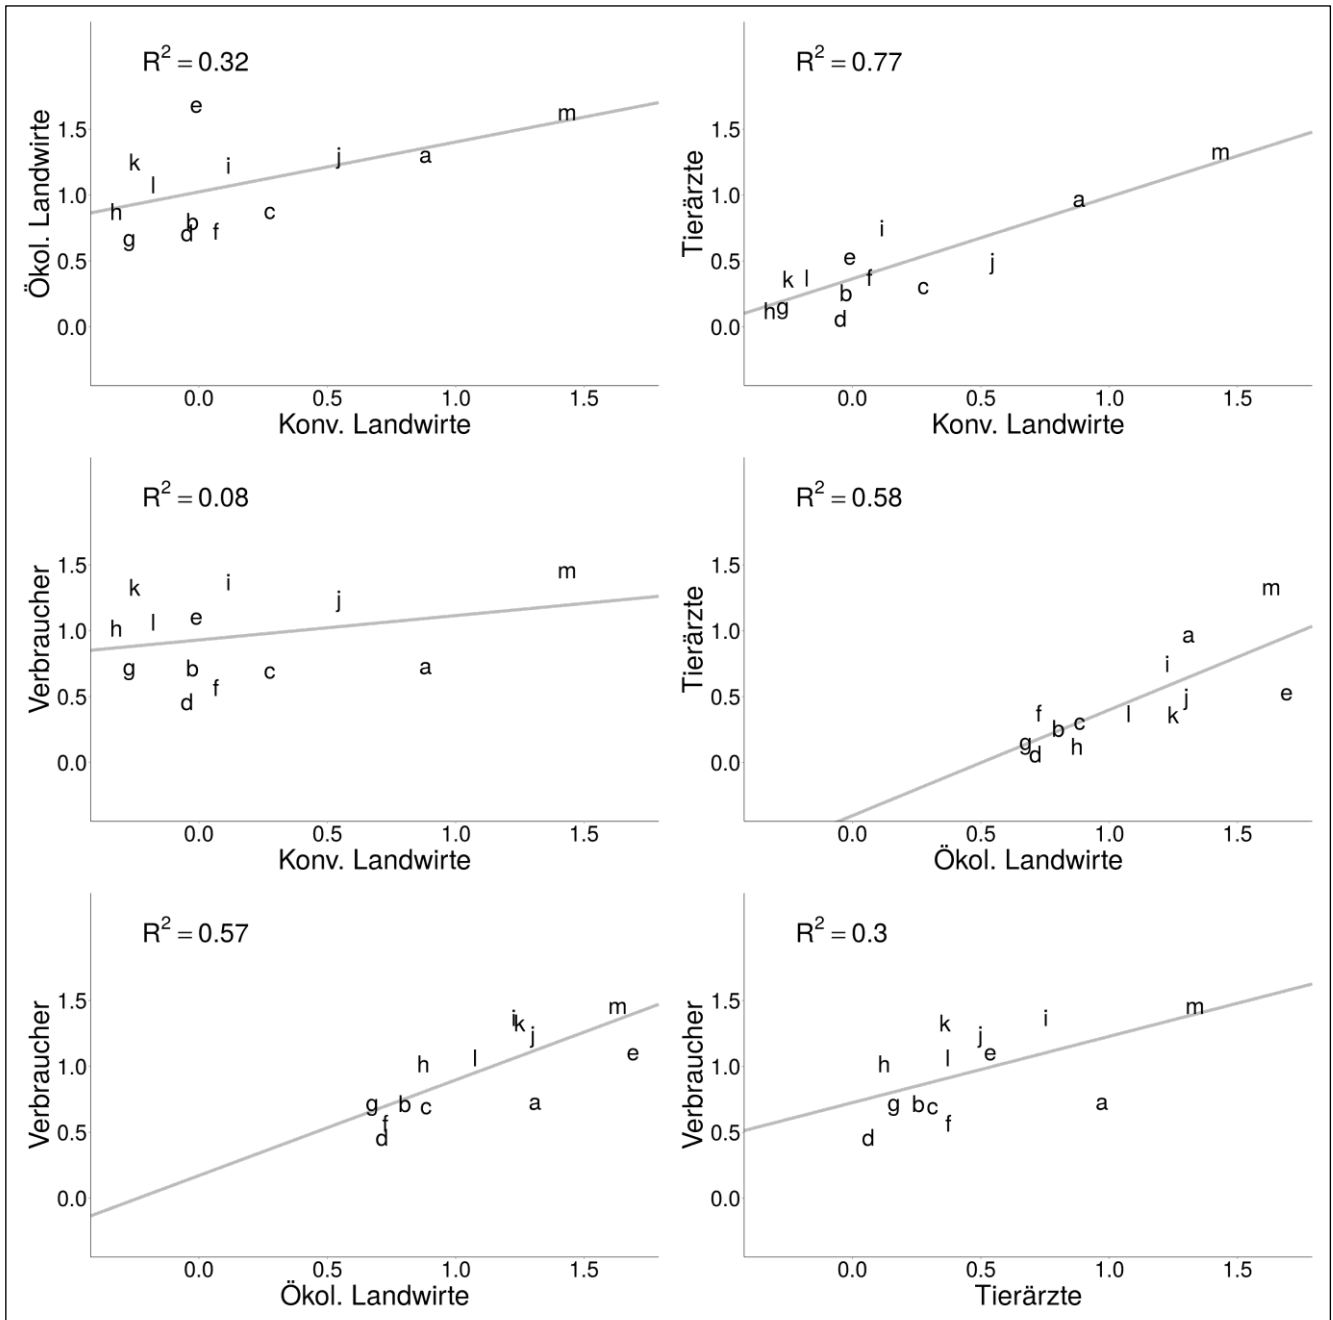 R² = 0.32
Ökol. Landwirte
1.5
1.0
0.5
0.0
e
m
k
i
j
a
l
h
b
c
g
d
f
0.0 0.5 1.0 1.5
Konv. Landwirte
R² = 0.77
Tierärzte
1.5
1.0
0.5
0.0
m
a
i
e
j
k
l
f
b
c
h
g
d
0.0 0.5 1.0 1.5
Konv. Landwirte
R² = 0.08
Verbraucher
1.5
1.0
0.5
0.0
k
i
m
j
h
l
e
g
b
c
a
f
d
0.0 0.5 1.0 1.5
Konv. Landwirte
R² = 0.58
Tierärzte
1.5
1.0
0.5
0.0
m
a
i
e
j
f
l
k
b
c
g
h
d
0.0 0.5 1.0 1.5
Ökol. Landwirte
R² = 0.57
Verbraucher
1.5
1.0
0.5
0.0
m
i
k
j
h
l
e
g
b
c
a
f
d
0.0 0.5 1.0 1.5
Ökol. Landwirte
R² = 0.3
Verbraucher
1.5
1.0
0.5
0.0
m
k
i
j
h
l
e
g
b
c
a
f
d
0.0 0.5 1.0 1.5
Tierärzte